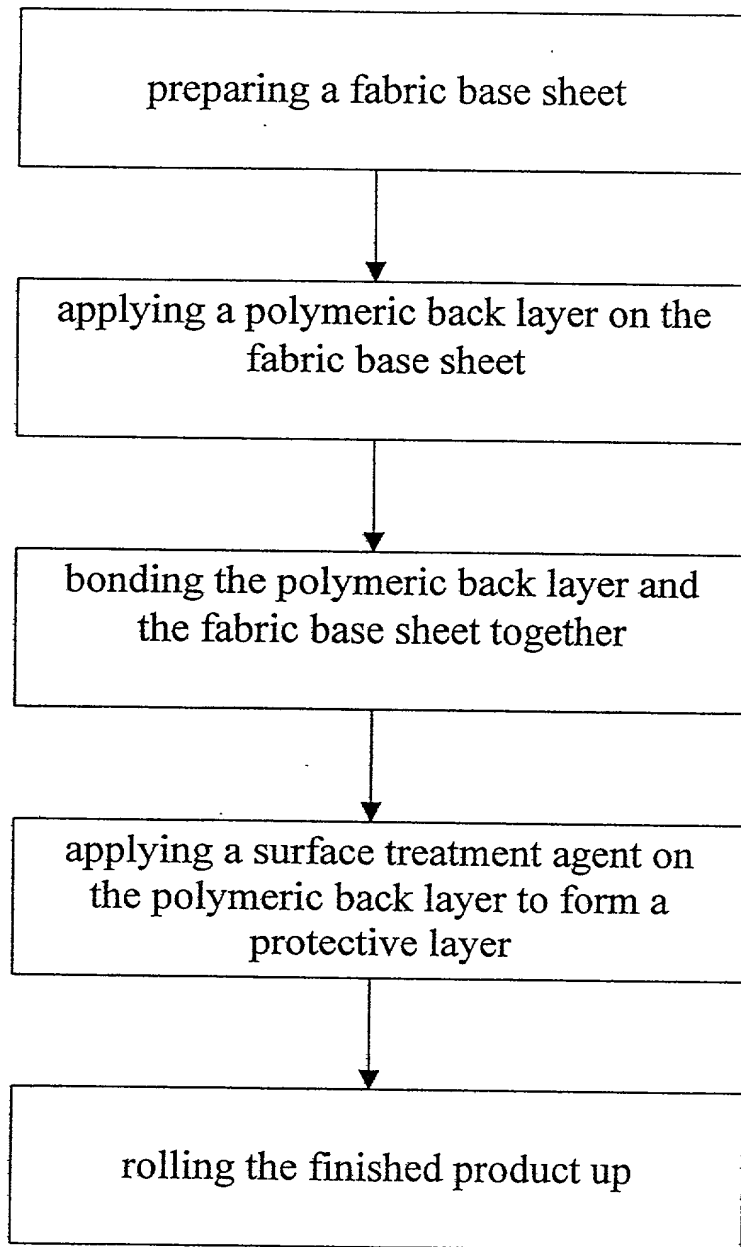 preparing a fabric base sheet
applying a polymeric back layer on the
fabric base sheet
bonding the polymeric back layer and
the fabric base sheet together
applying a surface treatment agent on
the polymeric back layer to form a
protective layer
rolling the finished product up